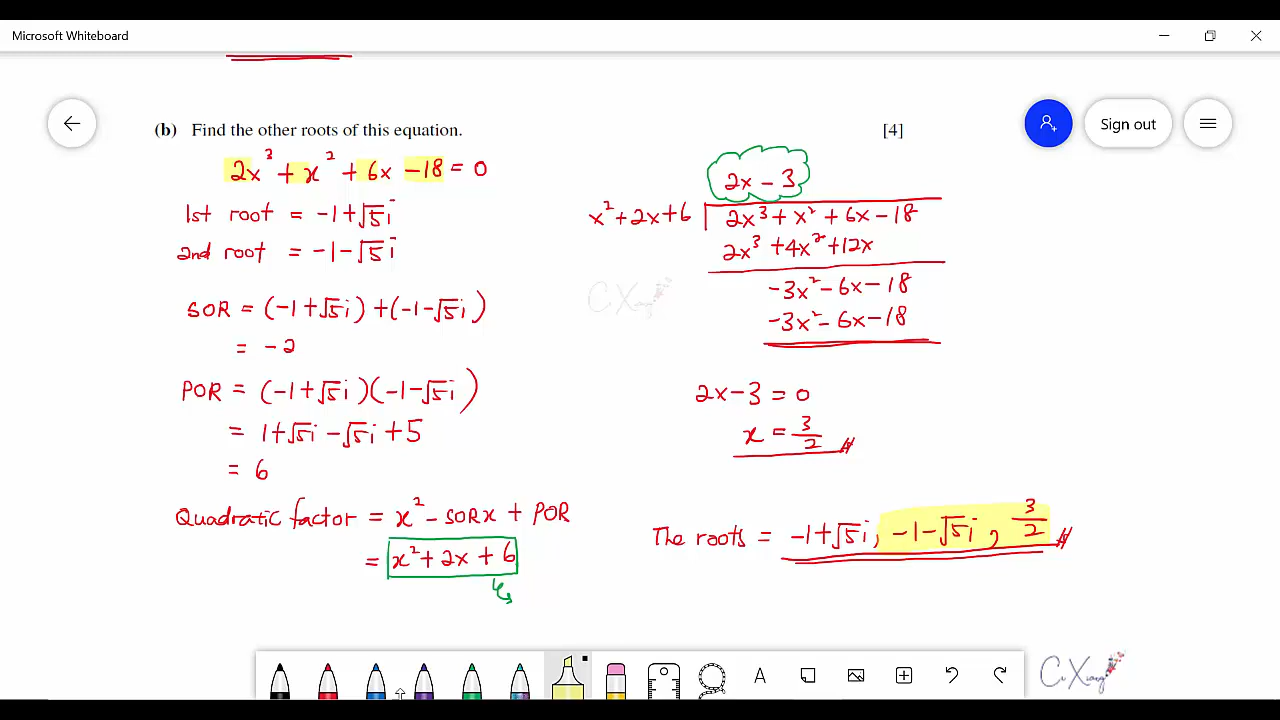 Microsoft Whiteboard
(b) Find the other roots of this equation. [4]
Sign out
2x³ + x² + 6x - 18 = 0
1st root = -1+√5i
2nd root = -1-√5i
SOR = (-1+√5i)+(-1-√5i)
= -2
POR = (-1+√5i)(-1-√5i)
= 1+√5i - √5i + 5
= 6
Quadratic factor = x² - SORx + POR
= x² + 2x + 6
2x - 3
x² + 2x + 6 2x³ + x² + 6x - 18
2x³ + 4x² + 12x
-3x² - 6x - 18
-3x² - 6x - 18
2x - 3 = 0
x = 3/2
The roots = -1+√5i, -1-√5i, 3/2
CX
A